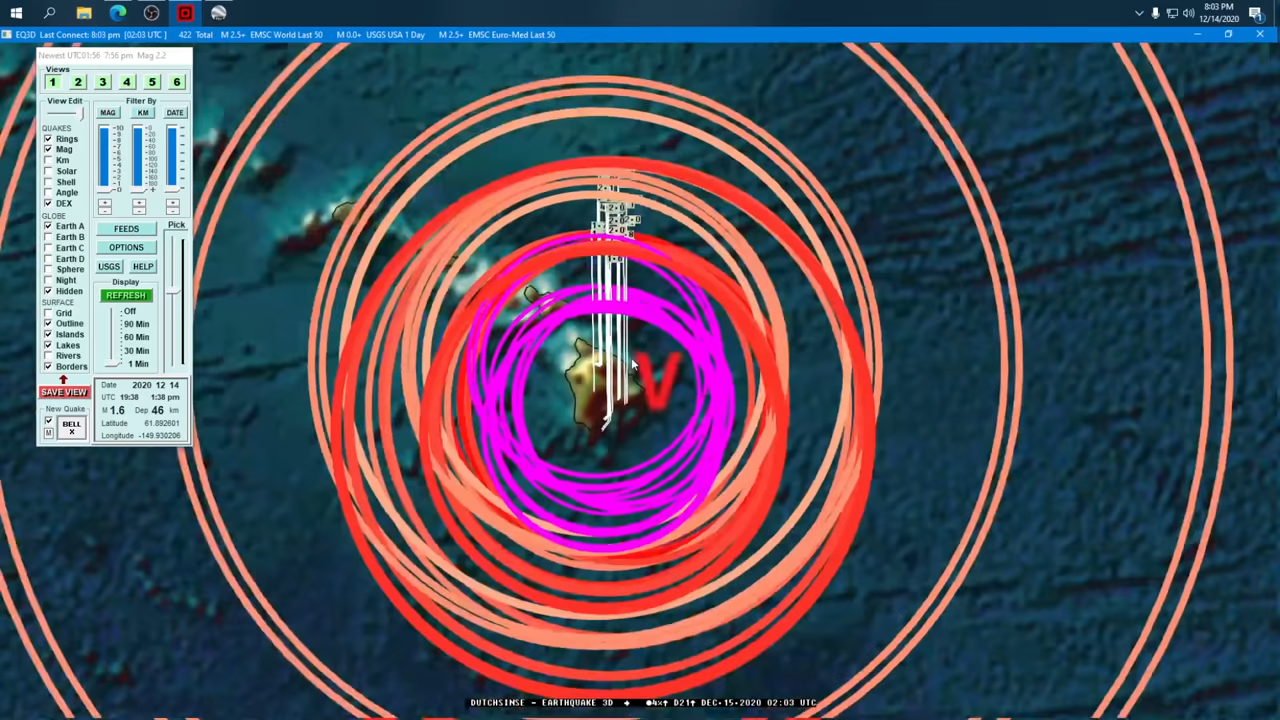 8:03 PM
12/14/2020
EQ3D Last Connect: 8:03 pm [02:03 UTC ] 422 Total M 2.5+ EMSC World Last 50 M 0.0+ USGS USA 1 Day M 2.5+ EMSC Euro-Med Last 50
Newest UTC01:56 7:56 pm Mag 2.2
Views
1 2 3 4 5 6
View Edit
Filter By
MAG KM DATE
QUAKES
Rings
Mag
Km
Solar
Shell
Angle
DEX
GLOBE
Earth A
Earth B
Earth C
Earth D
Sphere
Night
Hidden
SURFACE
Grid
Outline
Islands
Lakes
Rivers
Borders
SAVE VIEW
New Quake
M
BELL
X
FEEDS
Pick
OPTIONS
USGS HELP
Display
REFRESH
Off
90 Min
60 Min
30 Min
1 Min
Date 2020 12 14
UTC 19:38 1:38 pm
M 1.6 Dep 46 km
Latitude 61.892601
Longitude -149.930206
V
DUTCHSINSE - EARTHQUAKE 3D
DEC-15-2020 02:03 UTC